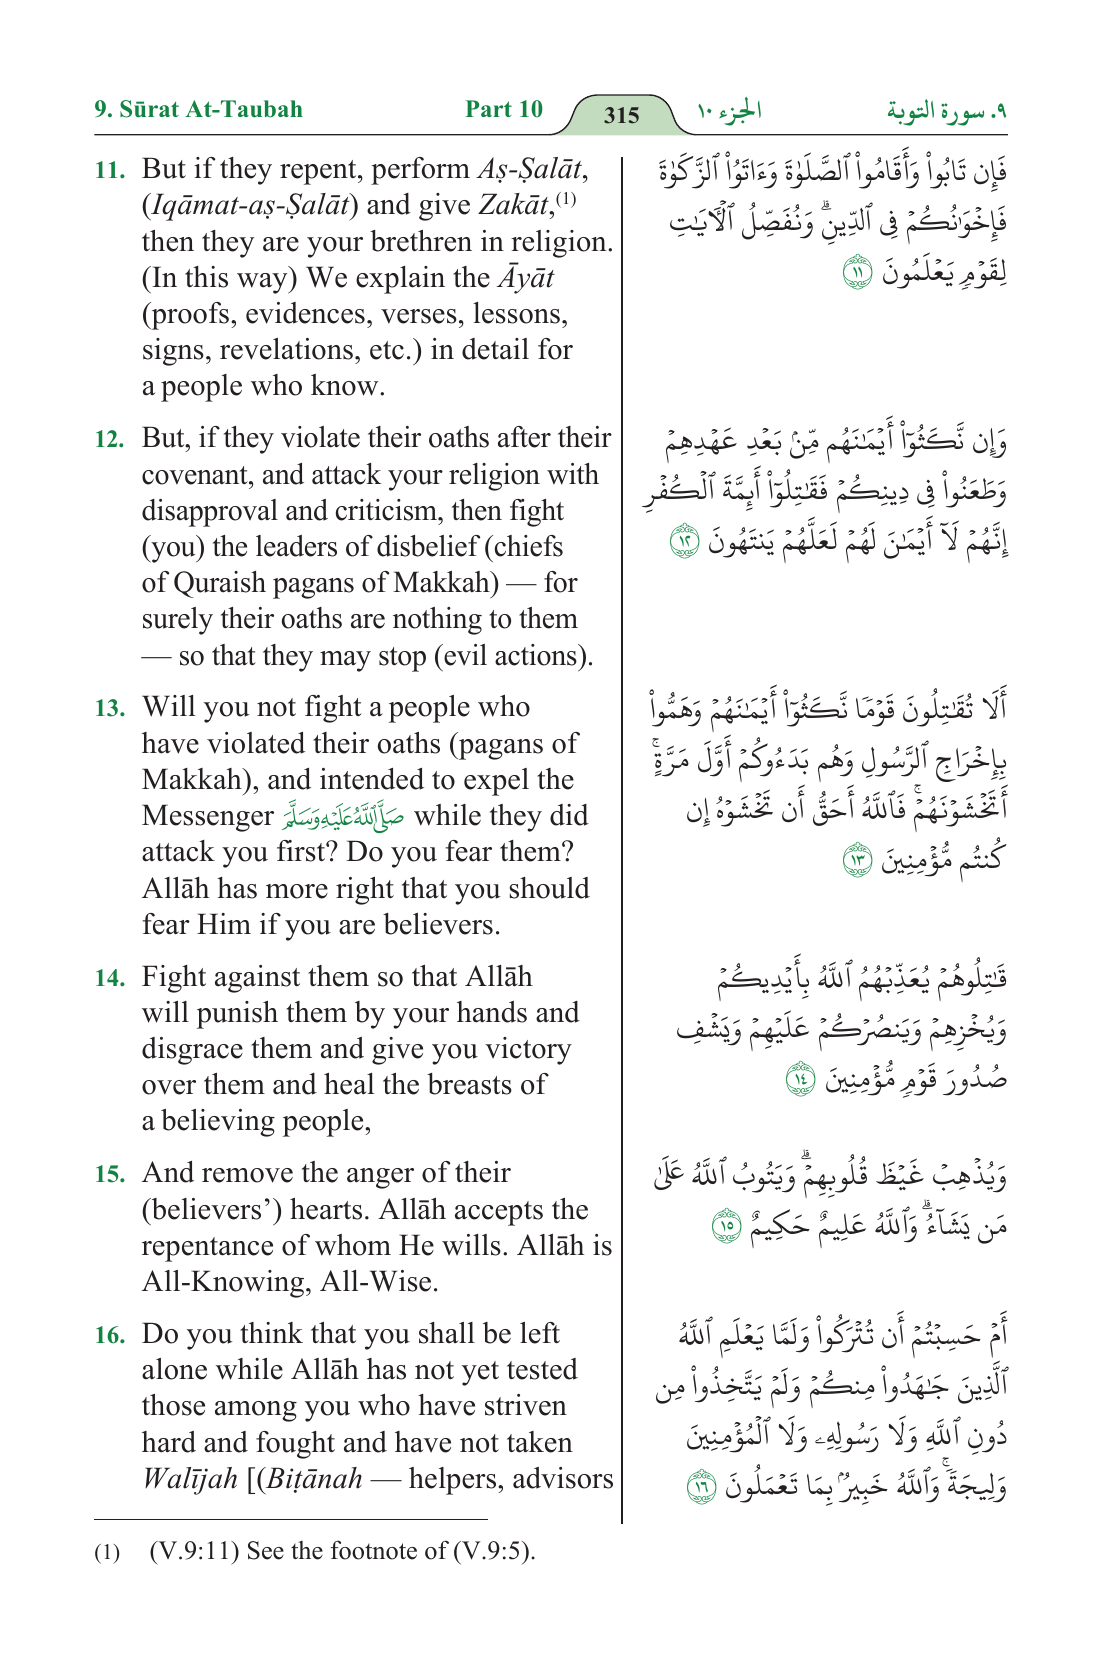 9. Sūrat At-Taubah Part 10 315 الجزء ١٠ ٩. سورة التوبة
11. But if they repent, perform Aṣ-Ṣalāt,
(Iqāmat-aṣ-Ṣalāt) and give Zakāt,(1)
then they are your brethren in religion.
(In this way) We explain the Āyāt
(proofs, evidences, verses, lessons,
signs, revelations, etc.) in detail for
a people who know.
فَإِن تَابُوا۟ وَأَقَامُوا۟ ٱلصَّلَوٰةَ وَءَاتَوُا۟ ٱلزَّكَوٰةَ
فَإِخْوَٰنُكُمْ فِى ٱلدِّينِ ۗ وَنُفَصِّلُ ٱلْـَٔايَـٰتِ
لِقَوْمٍ يَعْلَمُونَ ١١
12. But, if they violate their oaths after their
covenant, and attack your religion with
disapproval and criticism, then fight
(you) the leaders of disbelief (chiefs
of Quraish pagans of Makkah) — for
surely their oaths are nothing to them
— so that they may stop (evil actions).
وَإِن نَّكَثُوٓا۟ أَيْمَـٰنَهُم مِّنۢ بَعْدِ عَهْدِهِمْ
وَطَعَنُوا۟ فِى دِينِكُمْ فَقَـٰتِلُوٓا۟ أَئِمَّةَ ٱلْكُفْرِ
إِنَّهُمْ لَآ أَيْمَـٰنَ لَهُمْ لَعَلَّهُمْ يَنتَهُونَ ١٢
13. Will you not fight a people who
have violated their oaths (pagans of
Makkah), and intended to expel the
Messenger صَلَّى ٱللَّهُ عَلَيْهِ وَسَلَّمَ while they did
attack you first? Do you fear them?
Allāh has more right that you should
fear Him if you are believers.
أَلَا تُقَـٰتِلُونَ قَوْمًا نَّكَثُوٓا۟ أَيْمَـٰنَهُمْ وَهَمُّوا۟
بِإِخْرَاجِ ٱلرَّسُولِ وَهُم بَدَءُوكُمْ أَوَّلَ مَرَّةٍ ۚ
أَتَخْشَوْنَهُمْ ۚ فَٱللَّهُ أَحَقُّ أَن تَخْشَوْهُ إِن
كُنتُم مُّؤْمِنِينَ ١٣
14. Fight against them so that Allāh
will punish them by your hands and
disgrace them and give you victory
over them and heal the breasts of
a believing people,
قَـٰتِلُوهُمْ يُعَذِّبْهُمُ ٱللَّهُ بِأَيْدِيكُمْ
وَيُخْزِهِمْ وَيَنصُرْكُمْ عَلَيْهِمْ وَيَشْفِ
صُدُورَ قَوْمٍ مُّؤْمِنِينَ ١٤
15. And remove the anger of their
(believers’) hearts. Allāh accepts the
repentance of whom He wills. Allāh is
All-Knowing, All-Wise.
وَيُذْهِبْ غَيْظَ قُلُوبِهِمْ ۗ وَيَتُوبُ ٱللَّهُ عَلَىٰ
مَن يَشَآءُ ۗ وَٱللَّهُ عَلِيمٌ حَكِيمٌ ١٥
16. Do you think that you shall be left
alone while Allāh has not yet tested
those among you who have striven
hard and fought and have not taken
Walījah [(Biṭānah — helpers, advisors
أَمْ حَسِبْتُمْ أَن تُتْرَكُوا۟ وَلَمَّا يَعْلَمِ ٱللَّهُ
ٱلَّذِينَ جَـٰهَدُوا۟ مِنكُمْ وَلَمْ يَتَّخِذُوا۟ مِن
دُونِ ٱللَّهِ وَلَا رَسُولِهِۦ وَلَا ٱلْمُؤْمِنِينَ
وَلِيجَةً ۚ وَٱللَّهُ خَبِيرٌۢ بِمَا تَعْمَلُونَ ١٦
(1) (V.9:11) See the footnote of (V.9:5).